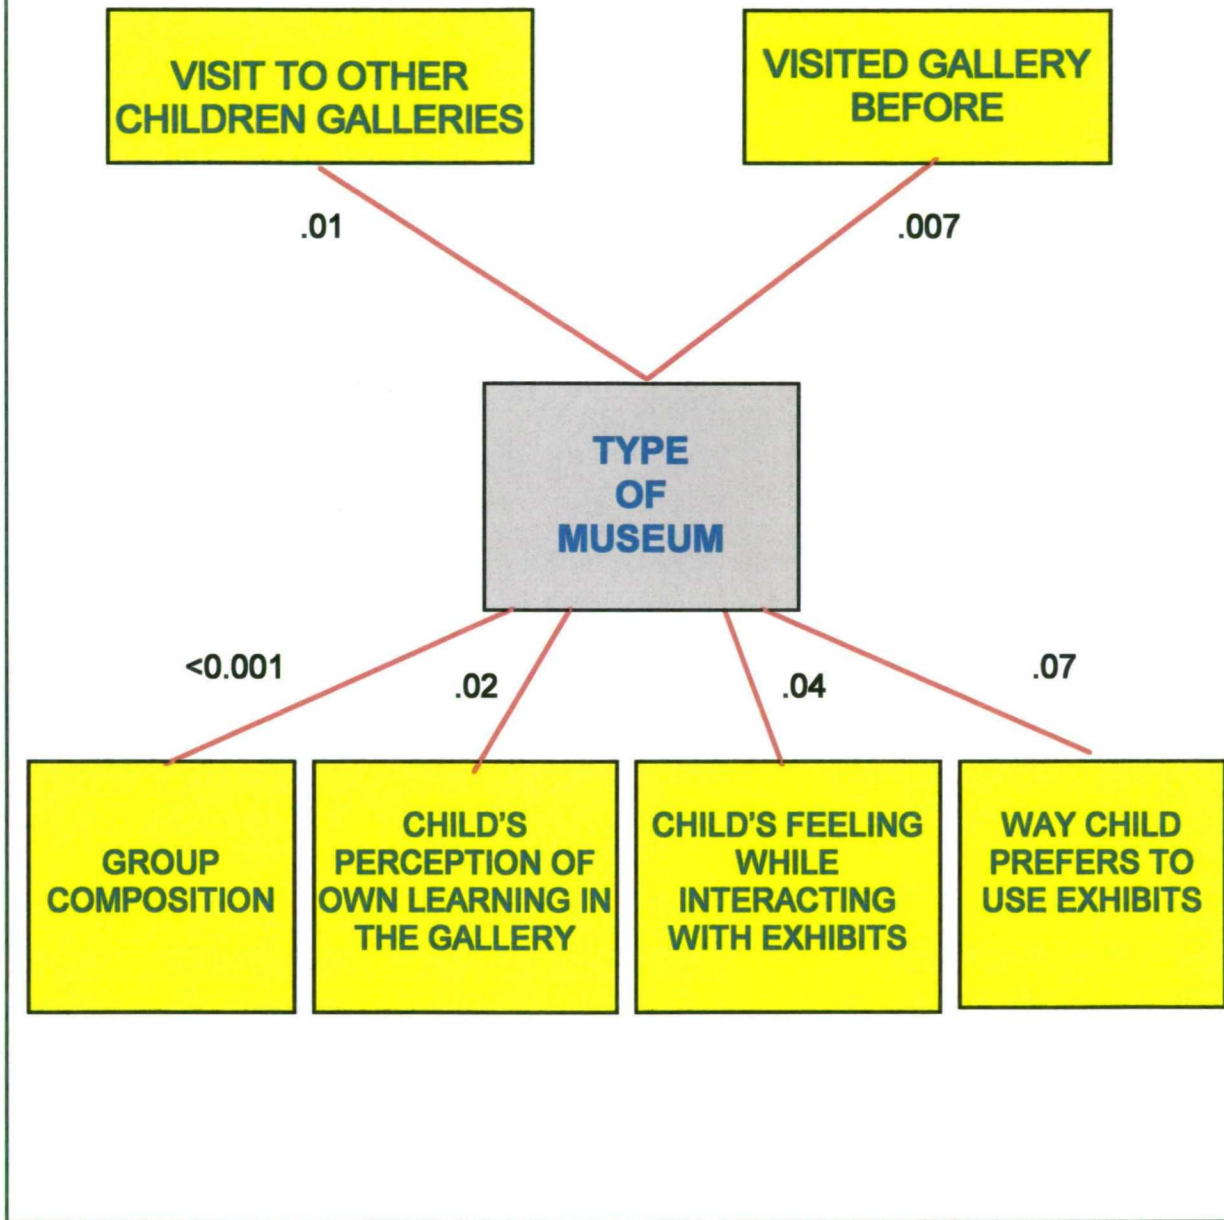 VISIT TO OTHER
CHILDREN GALLERIES
VISITED GALLERY
BEFORE
.01
.007
TYPE
OF
MUSEUM
<0.001
.02
.04
.07
GROUP
COMPOSITION
CHILD'S
PERCEPTION OF
OWN LEARNING IN
THE GALLERY
CHILD'S FEELING
WHILE
INTERACTING
WITH EXHIBITS
WAY CHILD
PREFERS TO
USE EXHIBITS